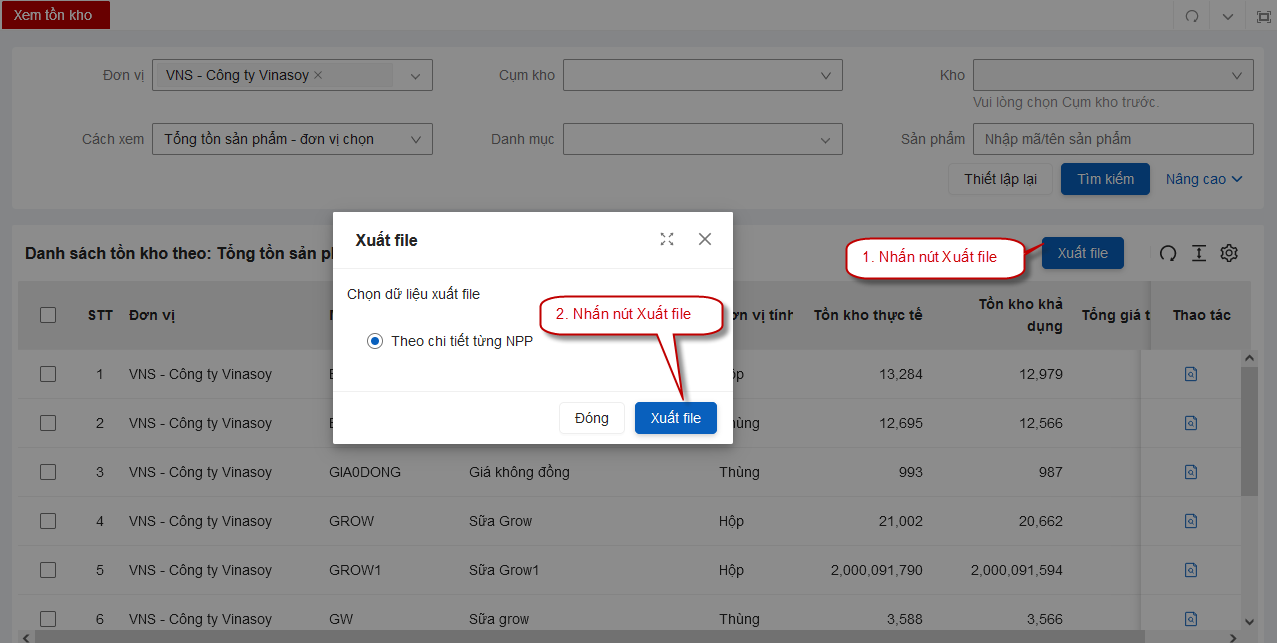 Xem tồn kho
Đơn vị
VNS - Công ty Vinasoy
Cụm kho
Kho
Vui lòng chọn Cụm kho trước.
Cách xem
Tổng tồn sản phẩm - đơn vị chọn
Danh mục
Sản phẩm
Nhập mã/tên sản phẩm
Thiết lập lại
Tìm kiếm
Nâng cao
Danh sách tồn kho theo: Tổng tồn sản
1. Nhấn nút Xuất file
Xuất file
Xuất file
Chọn dữ liệu xuất file
2. Nhấn nút Xuất file
Theo chi tiết từng NPP
Đóng
Xuất file
STT Đơn vị vị tính Tồn kho thực tế Tồn kho khả dụng Tổng giá Thao tác
1 VNS - Công ty Vinasoy 13,284 12,979
2 VNS - Công ty Vinasoy 12,695 12,566
3 VNS - Công ty Vinasoy GIA0DONG Giá không đồng Thùng 993 987
4 VNS - Công ty Vinasoy GROW Sữa Grow Hộp 21,002 20,662
5 VNS - Công ty Vinasoy GROW1 Sữa Grow1 Hộp 2,000,091,790 2,000,091,594
6 VNS - Công ty Vinasoy GW Sữa grow Thùng 3,588 3,566